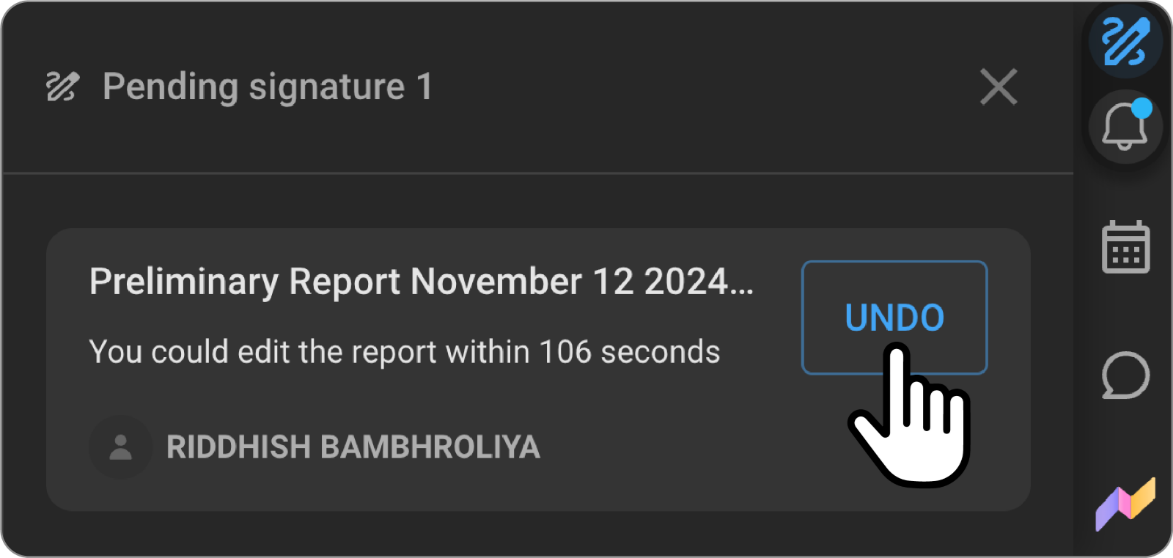 Pending signature 1
Preliminary Report November 12 2024...
You could edit the report within 106 seconds
UNDO
RIDDHISH BAMBHROLIYA